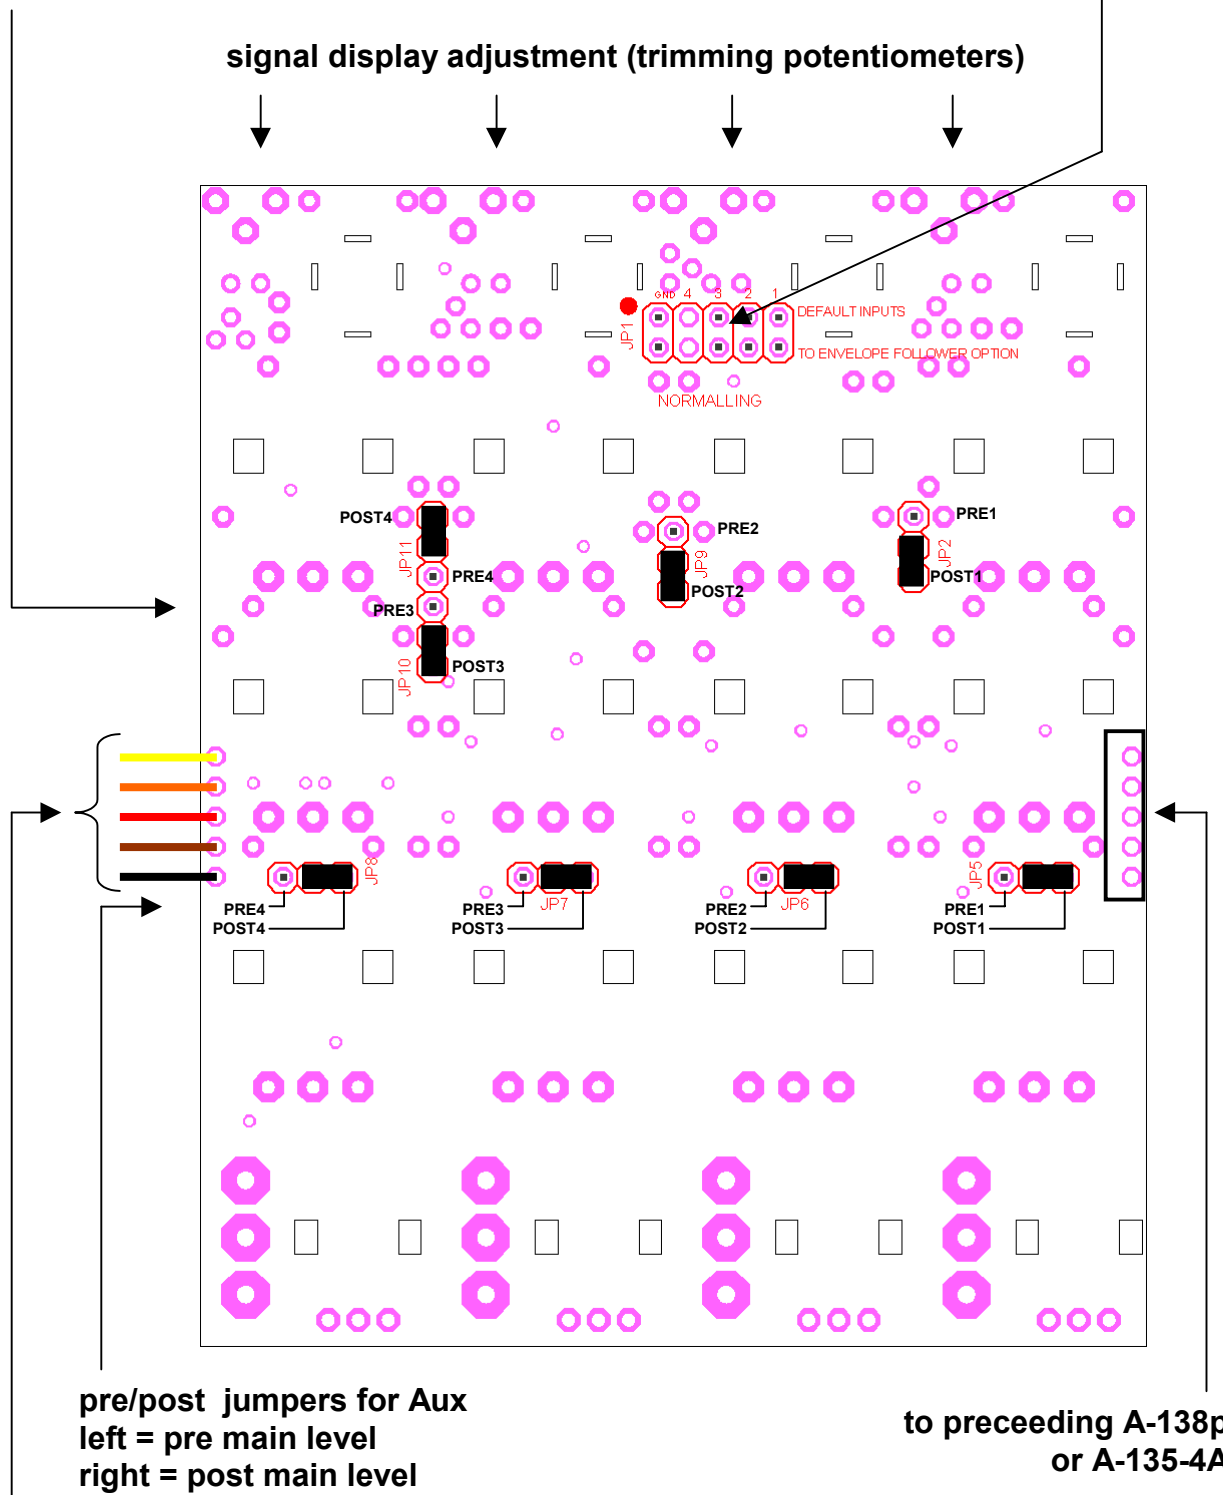 signal display adjustment (trimming potentiometers)
GND 4 3 2 1
DEFAULT INPUTS
JP1
TO ENVELOPE FOLLOWER OPTION
NORMALLING
POST4
JP11
PRE4
PRE3
JP10
POST3
PRE2
JP9
POST2
PRE1
JP2
POST1
JP8
PRE4
POST4
JP7
PRE3
POST3
JP6
PRE2
POST2
JP5
PRE1
POST1
pre/post jumpers for Aux
left = pre main level
right = post main level
to preceeding A-138p
or A-135-4A